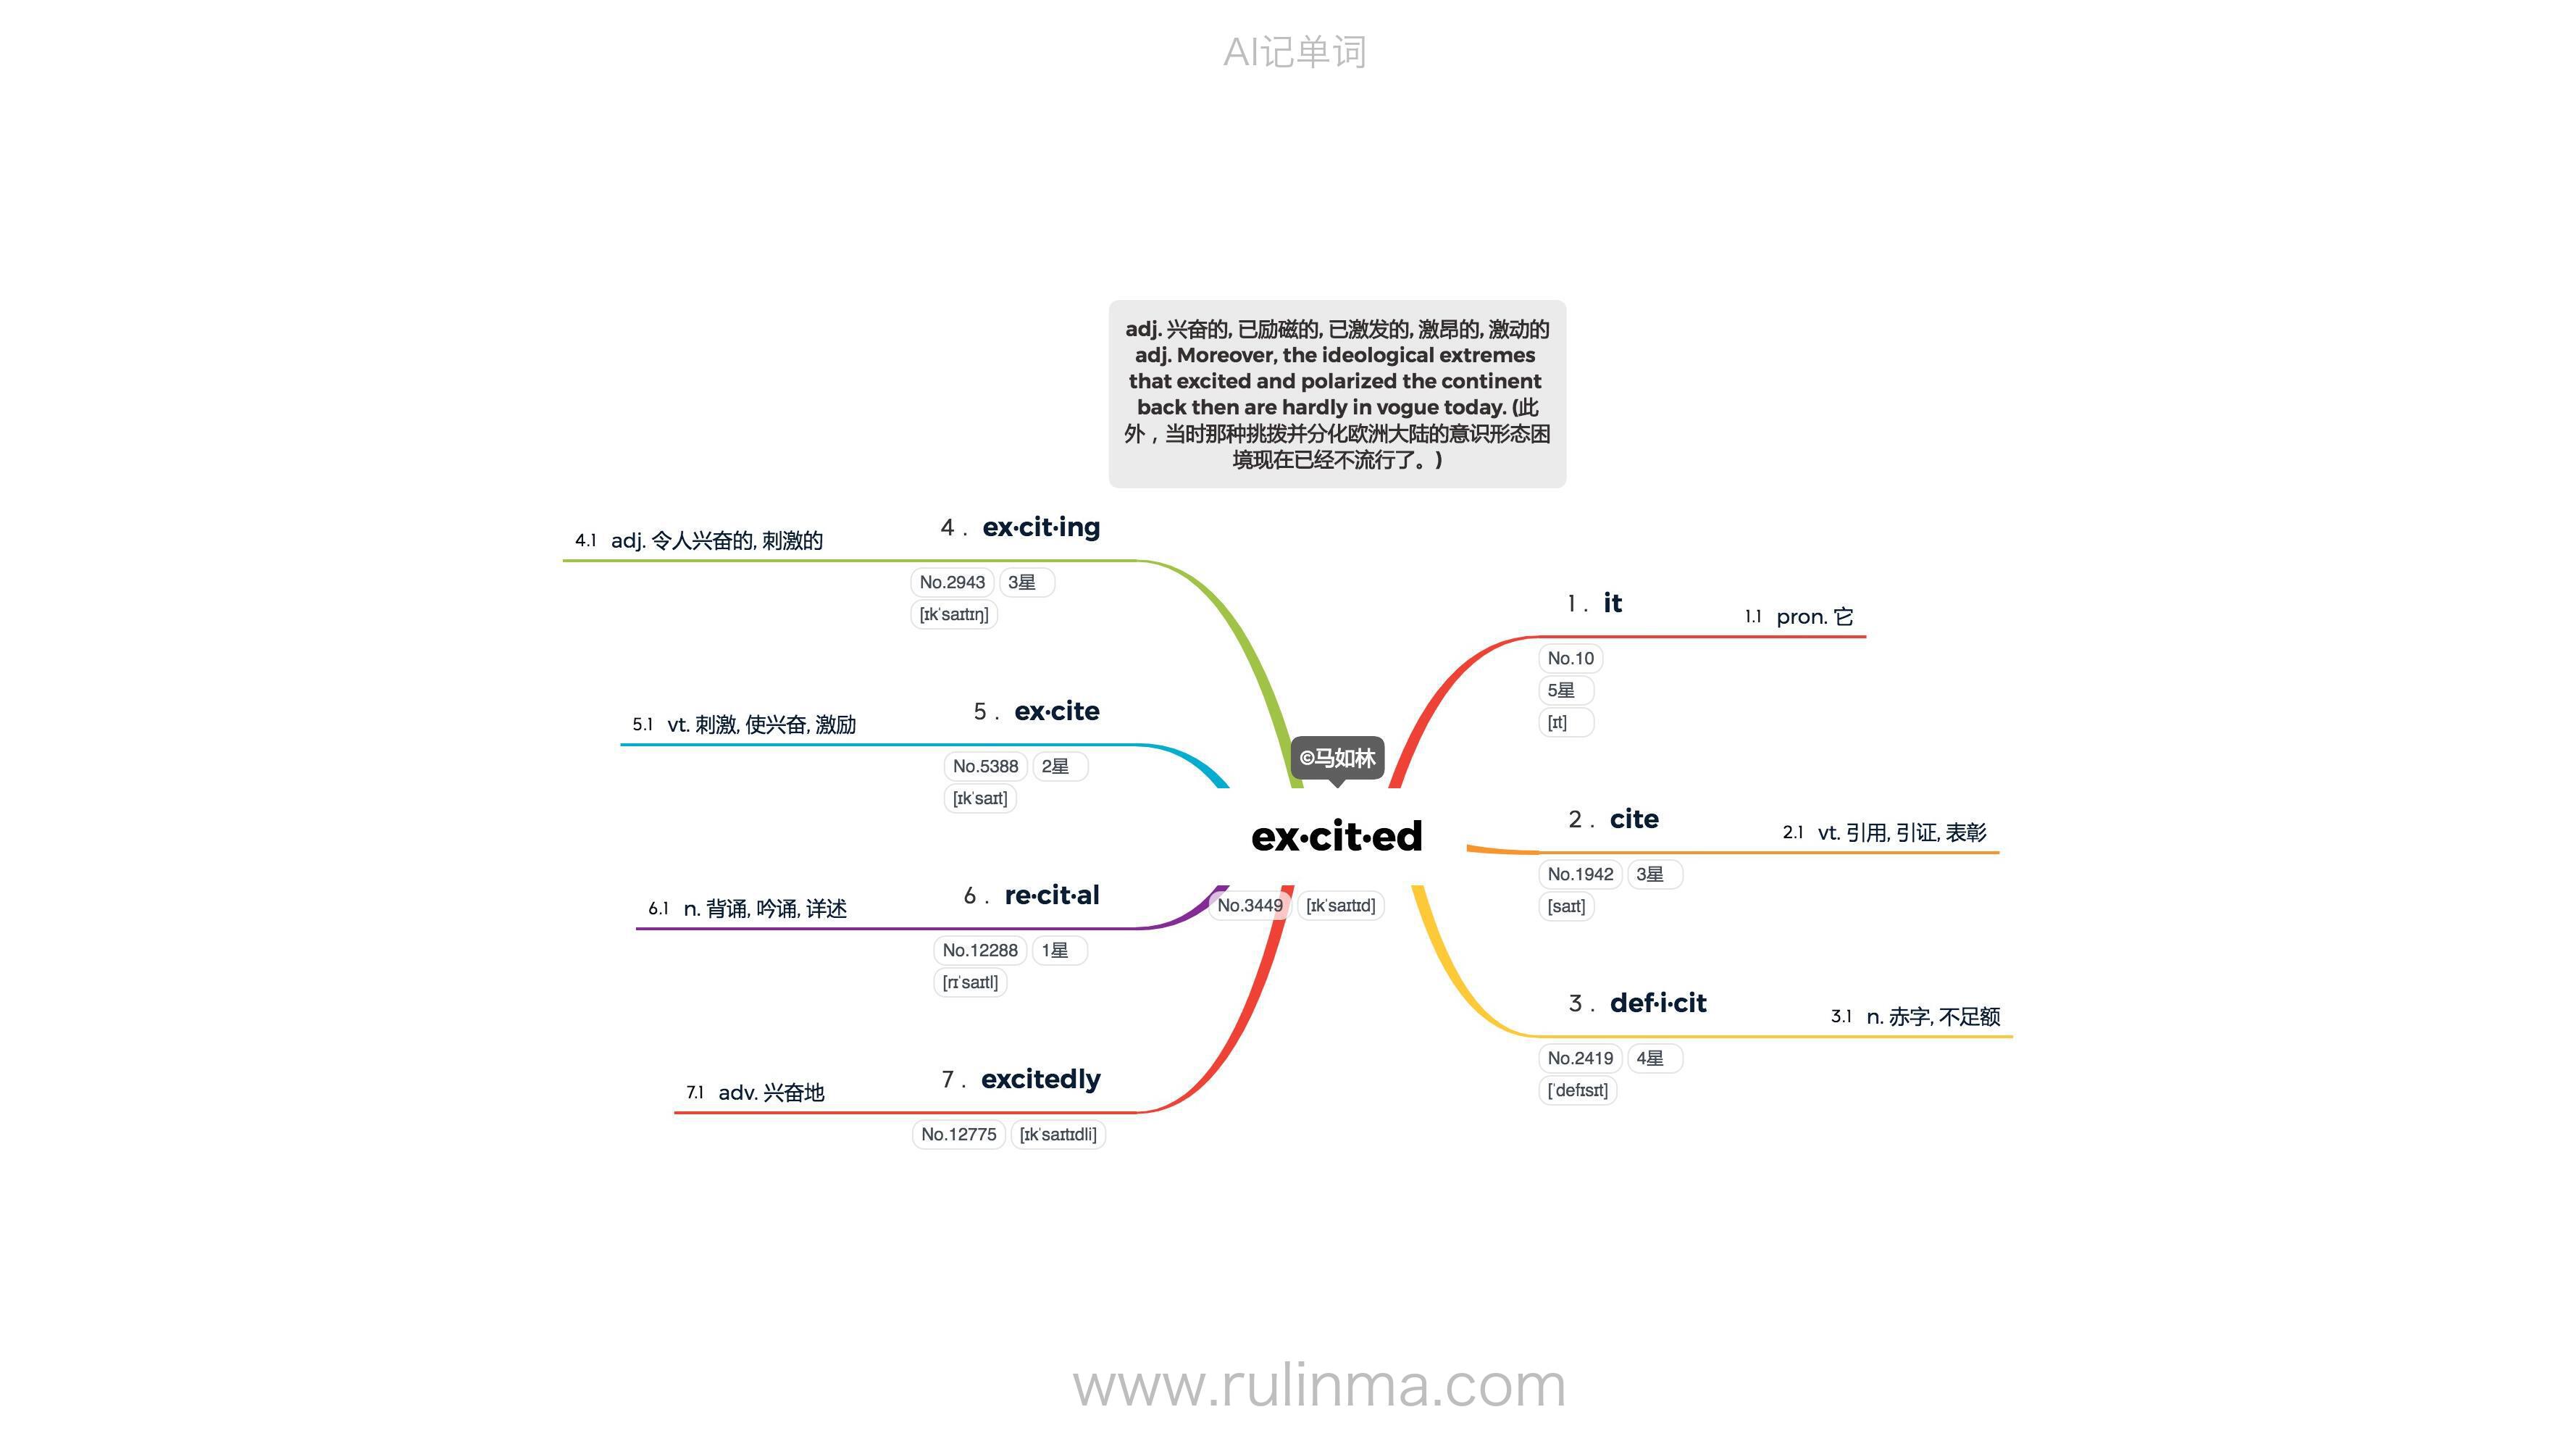 AI记单词
adj. 兴奋的, 已励磁的, 已激发的, 激昂的, 激动的
adj. Moreover, the ideological extremes
that excited and polarized the continent
back then are hardly in vogue today. (此
外，当时那种挑拨并分化欧洲大陆的意识形态困
境现在已经不流行了。)
©马如林
ex·cit·ed
No.3449 [ɪkˈsaɪtɪd]
1. it
1.1 pron. 它
No.10
5星
[ɪt]
2. cite
2.1 vt. 引用, 引证, 表彰
No.1942 3星
[saɪt]
3. def·i·cit
3.1 n. 赤字, 不足额
No.2419 4星
[ˈdefɪsɪt]
4. ex·cit·ing
4.1 adj. 令人兴奋的, 刺激的
No.2943 3星
[ɪkˈsaɪtɪŋ]
5. ex·cite
5.1 vt. 刺激, 使兴奋, 激励
No.5388 2星
[ɪkˈsaɪt]
6. re·cit·al
6.1 n. 背诵, 吟诵, 详述
No.12288 1星
[rɪˈsaɪtl]
7. excitedly
7.1 adv. 兴奋地
No.12775 [ɪkˈsaɪtɪdli]
www.rulinma.com